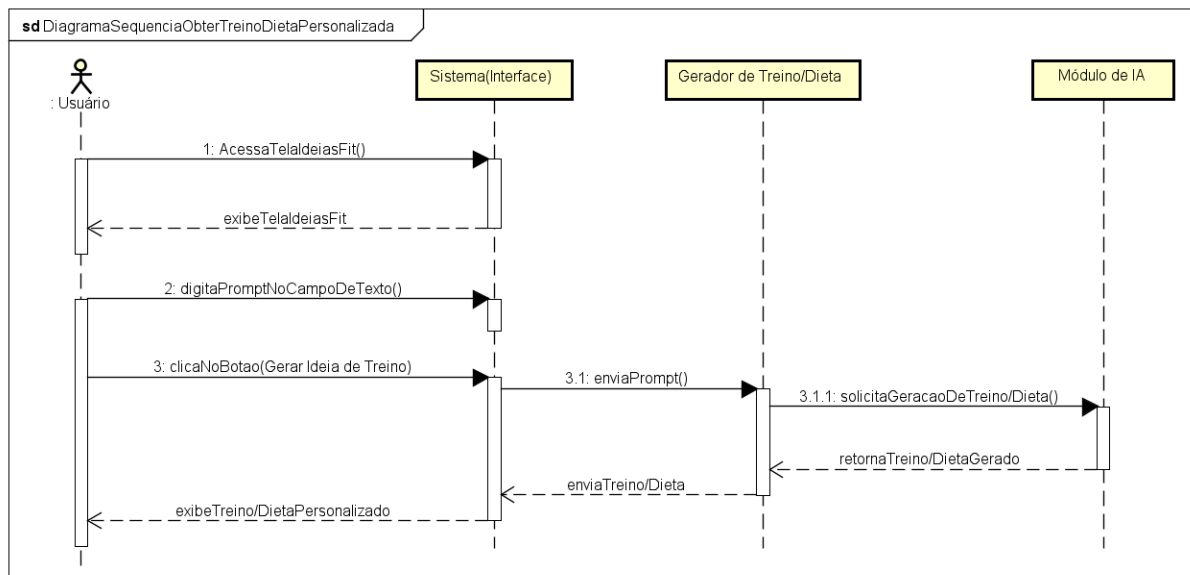 sd DiagramaSequenciaObterTreinoDietaPersonalizada
: Usuário
Sistema(Interface)
Gerador de Treino/Dieta
Módulo de IA
1: AcessaTelaIdeiasFit()
exibeTelaIdeiasFit
2: digitaPromptNoCampoDeTexto()
3: clicaNoBotao(Gerar Ideia de Treino)
3.1: enviaPrompt()
3.1.1: solicitaGeracaoDeTreino/Dieta()
retornaTreino/DietaGerado
enviaTreino/Dieta
exibeTreino/DietaPersonalizado